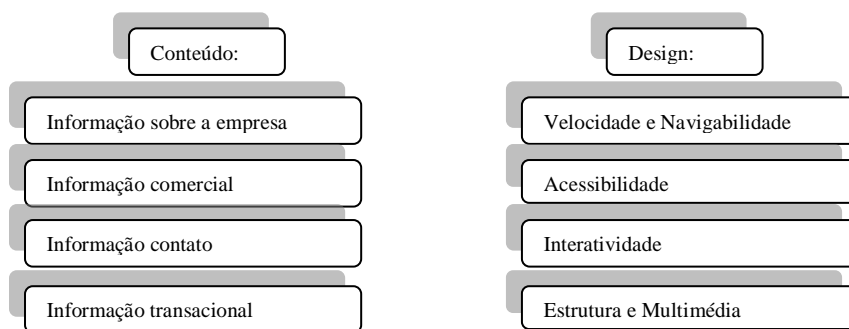 Conteúdo:
Informação sobre a empresa
Informação comercial
Informação contato
Informação transacional
Design:
Velocidade e Navigabilidade
Acessibilidade
Interatividade
Estrutura e Multimédia